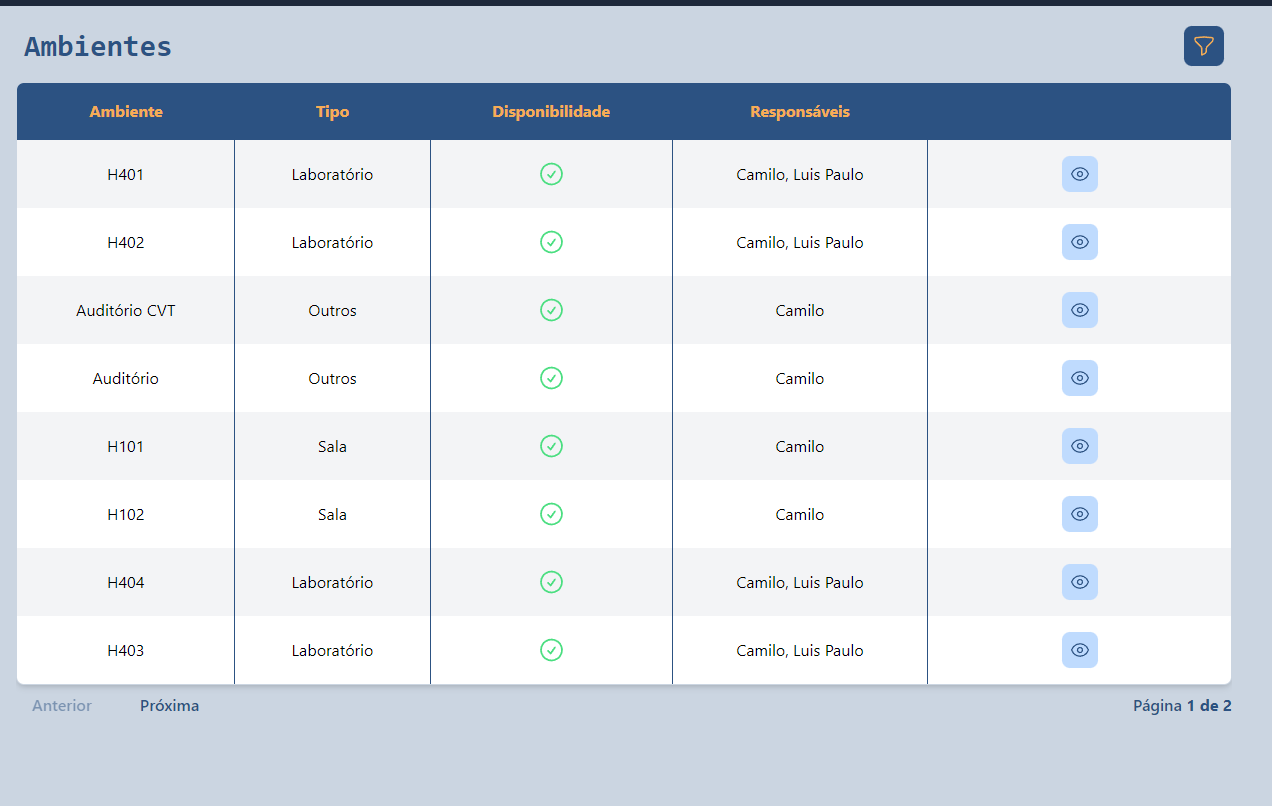 Ambientes
Ambiente Tipo Disponibilidade Responsáveis
H401 Laboratório Camilo, Luis Paulo
H402 Laboratório Camilo, Luis Paulo
Auditório CVT Outros Camilo
Auditório Outros Camilo
H101 Sala Camilo
H102 Sala Camilo
H404 Laboratório Camilo, Luis Paulo
H403 Laboratório Camilo, Luis Paulo
Anterior Próxima Página 1 de 2